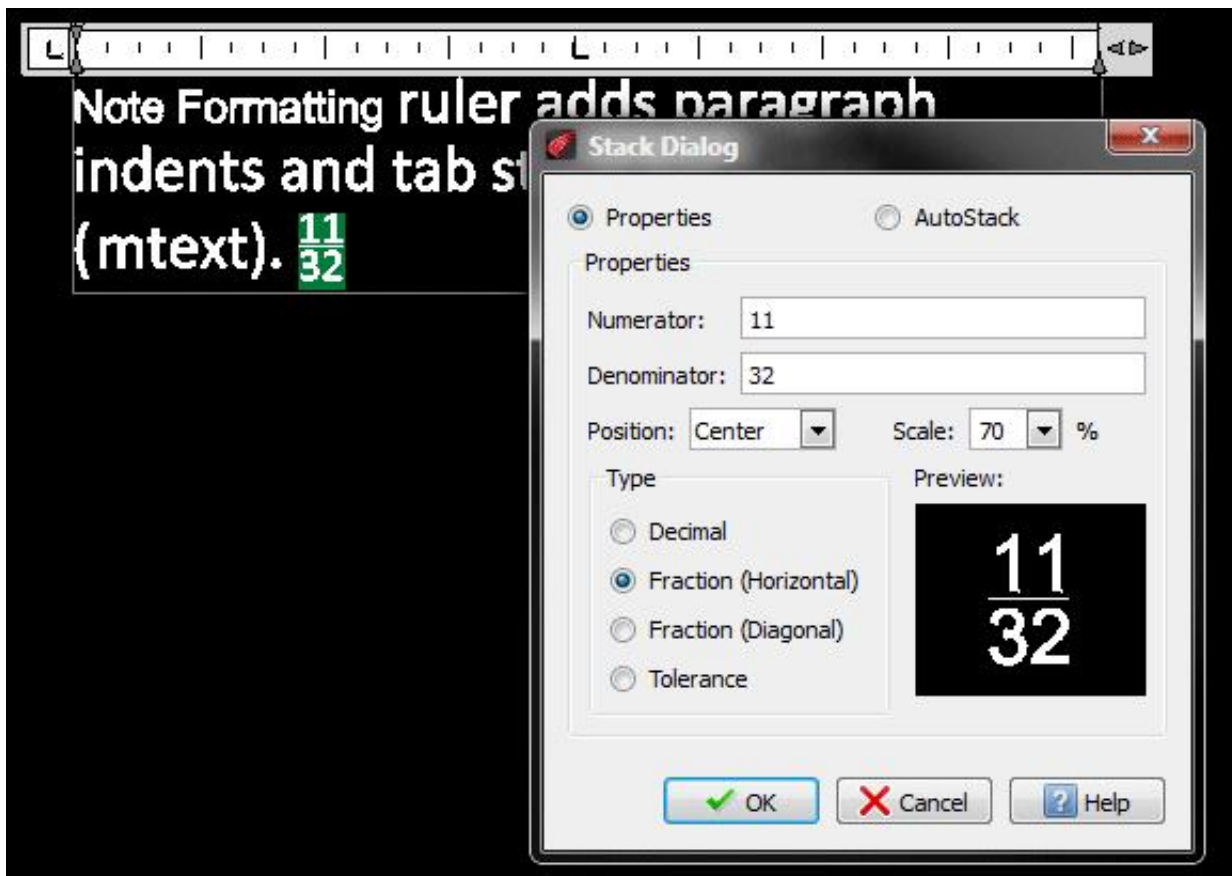 Note Formatting ruler adds paragraph
indents and tab st
(mtext). 11
32
Stack Dialog
Properties
AutoStack
Properties
Numerator: 11
Denominator: 32
Position: Center Scale: 70 %
Type
Preview:
Decimal
Fraction (Horizontal)
Fraction (Diagonal)
Tolerance
11
32
OK Cancel Help